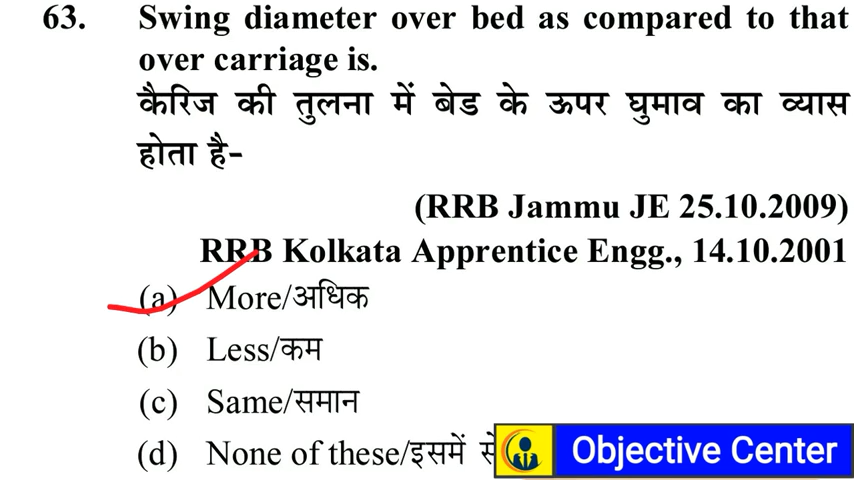 63. Swing diameter over bed as compared to that
over carriage is.
कैरिज की तुलना में बेड के ऊपर घुमाव का व्यास
होता है-
(RRB Jammu JE 25.10.2009)
RRB Kolkata Apprentice Engg., 14.10.2001
(a) More/अधिक
(b) Less/कम
(c) Same/समान
(d) None of these/इसमें से
Objective Center